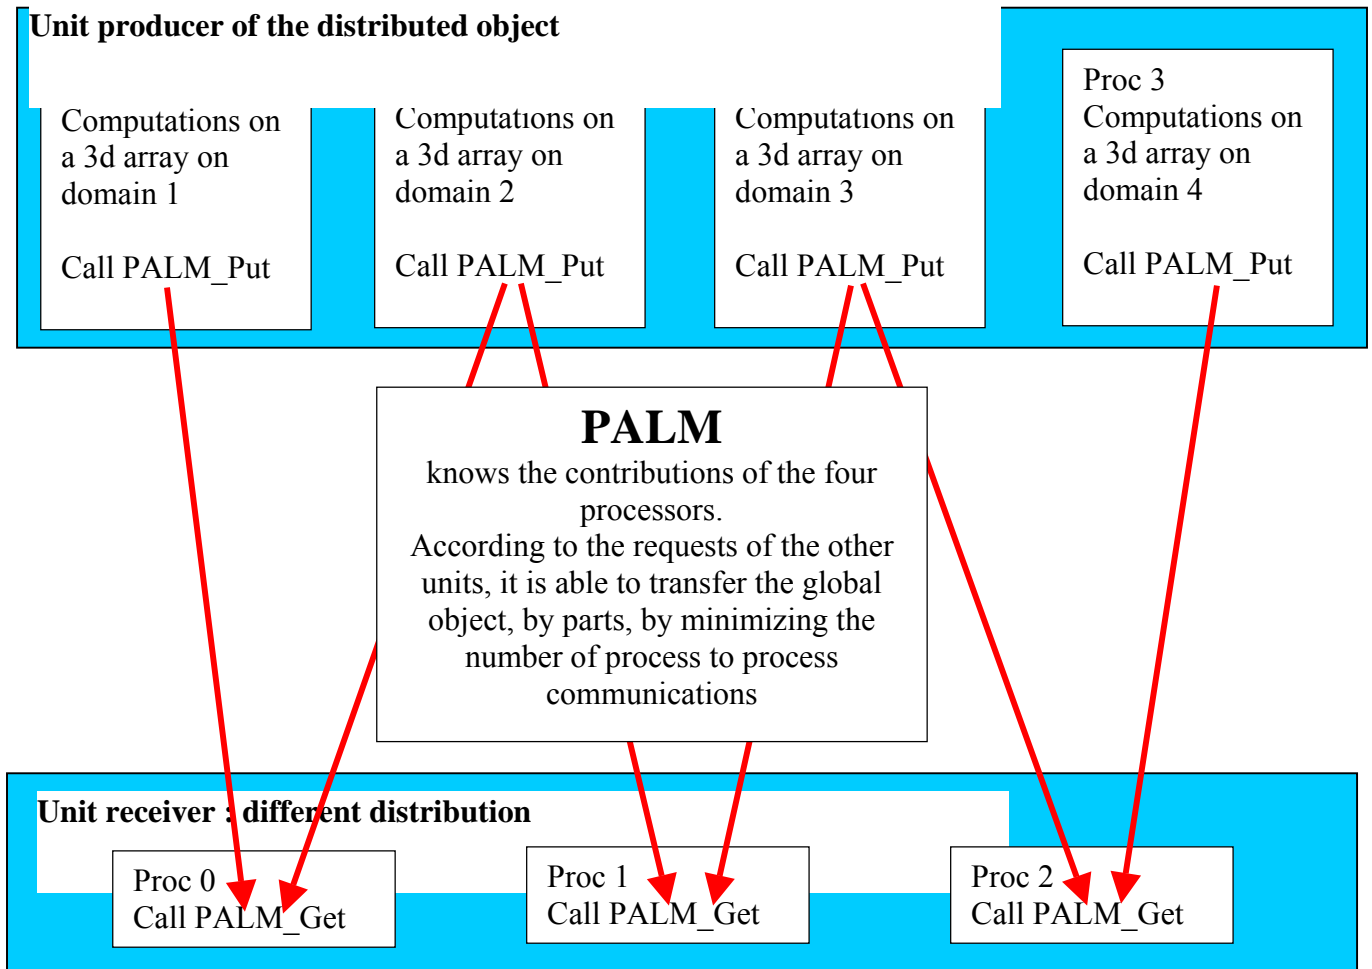 Unit producer of the distributed object
Computations on
a 3d array on
domain 1
Call PALM_Put
Computations on
a 3d array on
domain 2
Call PALM_Put
Computations on
a 3d array on
domain 3
Call PALM_Put
Proc 3
Computations on
a 3d array on
domain 4
Call PALM_Put
PALM
knows the contributions of the four
processors.
According to the requests of the other
units, it is able to transfer the global
object, by parts, by minimizing the
number of process to process
communications
Unit receiver : different distribution
Proc 0
Call PALM_Get
Proc 1
Call PALM_Get
Proc 2
Call PALM_Get